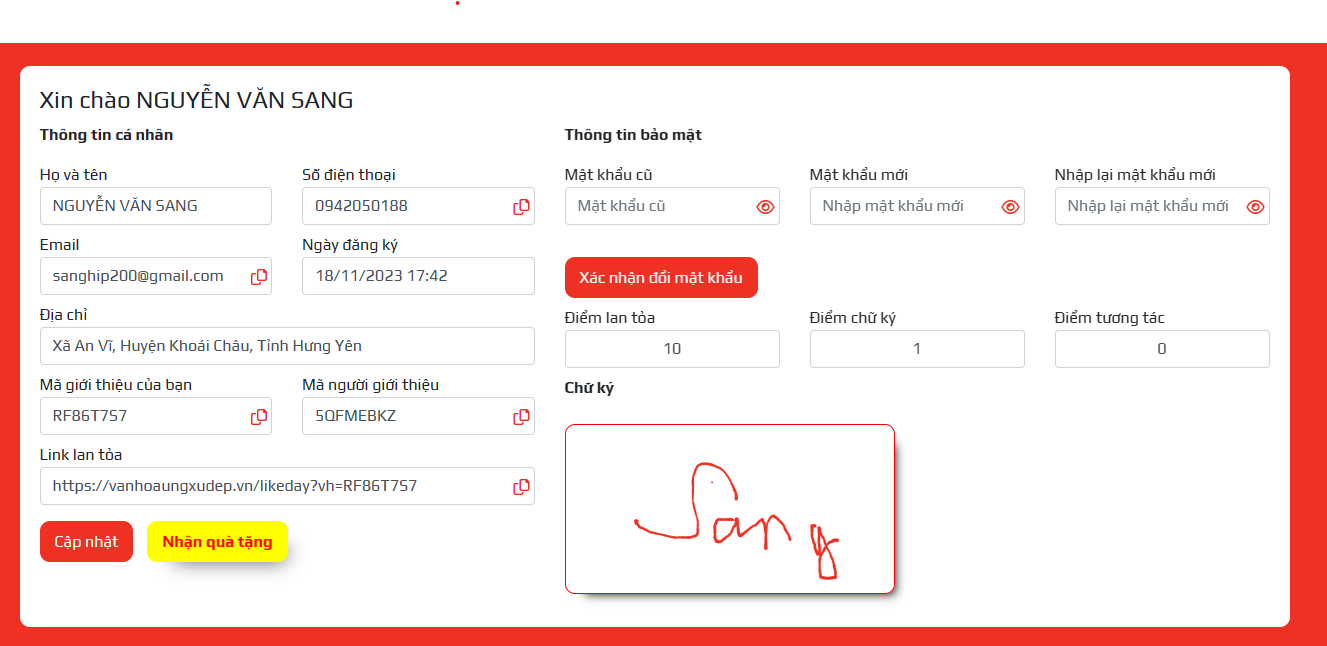 Xin chào NGUYỄN VĂN SANG
Thông tin cá nhân
Họ và tên
Số điện thoại
NGUYỄN VĂN SANG
0942050188
Email
Ngày đăng ký
sanghip200@gmail.com
18/11/2023 17:42
Địa chỉ
Xã An Vĩ, Huyện Khoái Châu, Tỉnh Hưng Yên
Mã giới thiệu của bạn
Mã người giới thiệu
RF86T7S7
5QFMEBKZ
Link lan tỏa
https://vanhoaungxudep.vn/likeday?vh=RF86T7S7
Cập nhật
Nhận quà tặng
Thông tin bảo mật
Mật khẩu cũ
Mật khẩu mới
Nhập lại mật khẩu mới
Mật khẩu cũ
Nhập mật khẩu mới
Nhập lại mật khẩu mới
Xác nhận đổi mật khẩu
Điểm lan tỏa
Điểm chữ ký
Điểm tương tác
10
1
0
Chữ ký
Sang